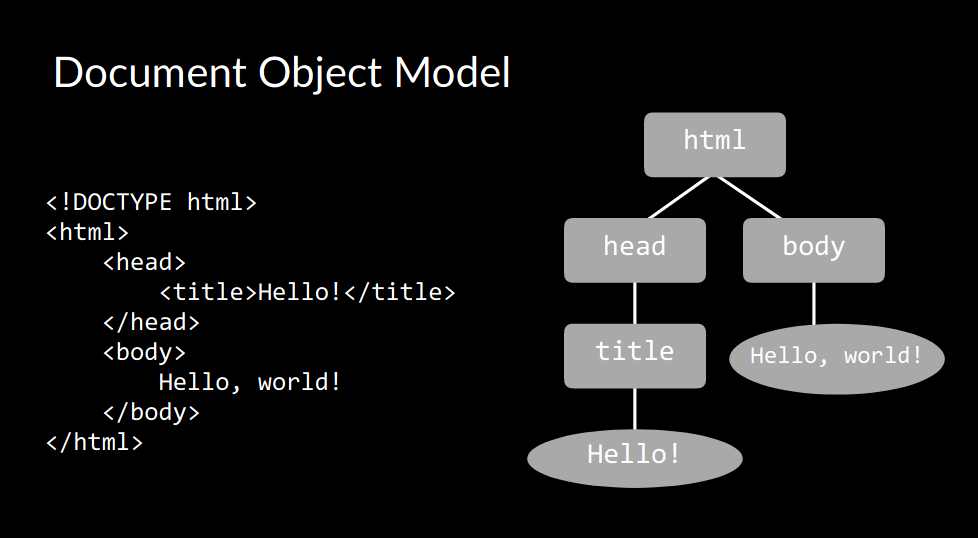 Document Object Model
<!DOCTYPE html>
<html>
    <head>
        <title>Hello!</title>
    </head>
    <body>
        Hello, world!
    </body>
</html>
html
head
body
title
Hello, world!
Hello!